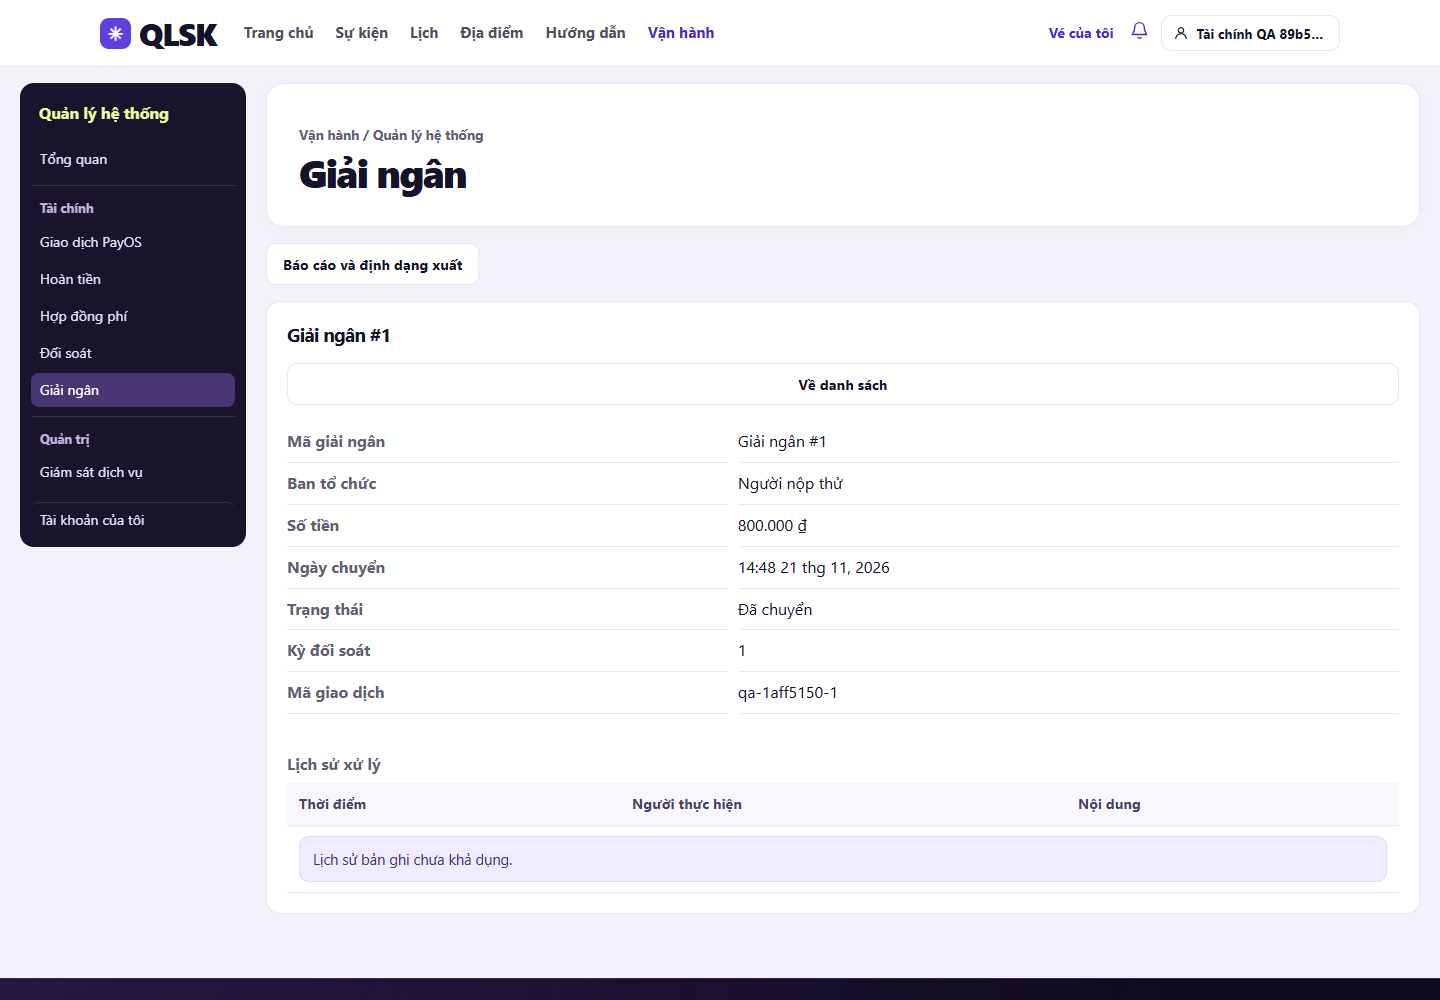 QLSK
Trang chủ
Sự kiện
Lịch
Địa điểm
Hướng dẫn
Vận hành
Vé của tôi
Tài chính QA 89b5...
Quản lý hệ thống
Tổng quan
Tài chính
Giao dịch PayOS
Hoàn tiền
Hợp đồng phí
Đối soát
Giải ngân
Quản trị
Giám sát dịch vụ
Tài khoản của tôi
Vận hành / Quản lý hệ thống
Giải ngân
Báo cáo và định dạng xuất
Giải ngân #1
Về danh sách
Mã giải ngân Giải ngân #1
Ban tổ chức Người nộp thử
Số tiền 800.000 ₫
Ngày chuyển 14:48 21 thg 11, 2026
Trạng thái Đã chuyển
Kỳ đối soát 1
Mã giao dịch qa-1aff5150-1
Lịch sử xử lý
Thời điểm Người thực hiện Nội dung
Lịch sử bản ghi chưa khả dụng.